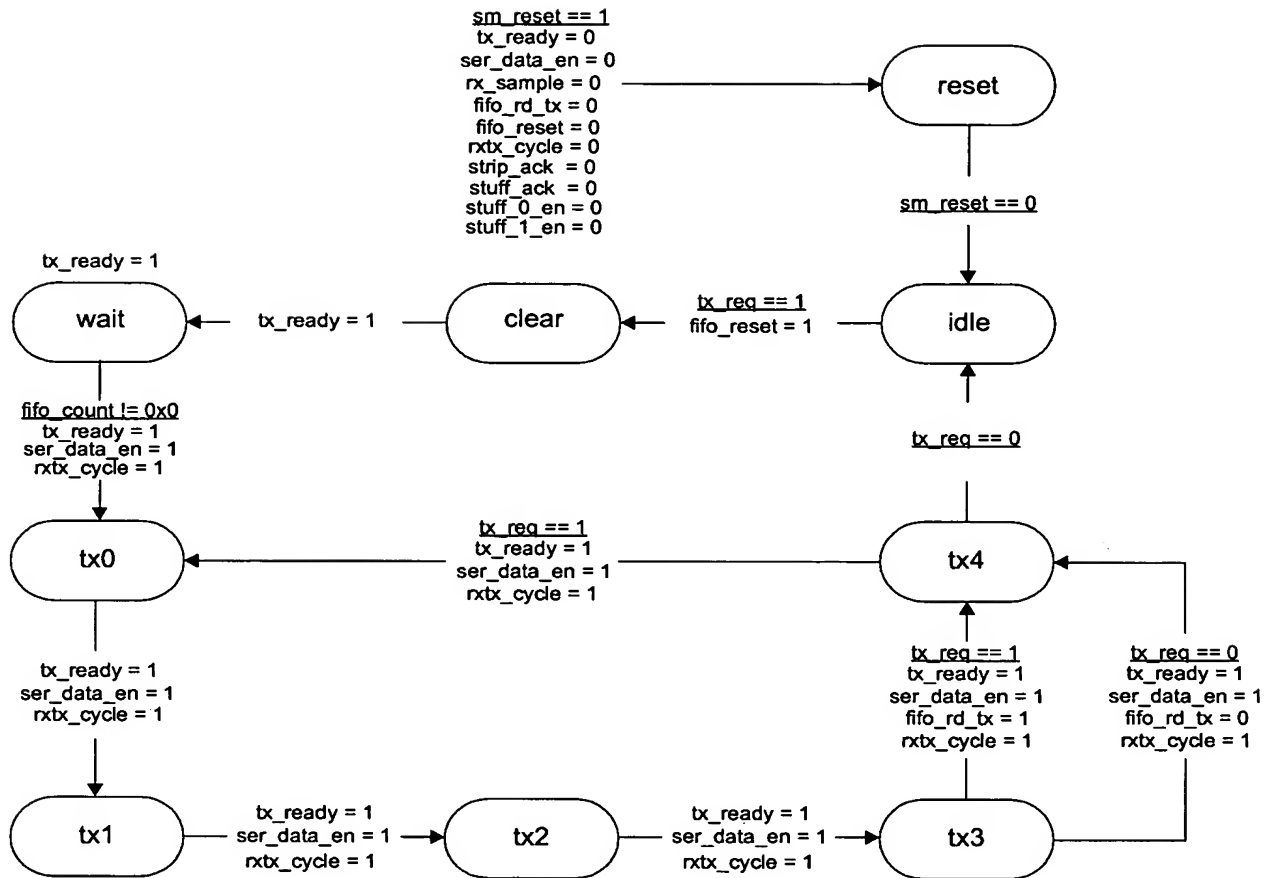 sm_reset == 1
tx_ready = 0
ser_data_en = 0
rx_sample = 0
fifo_rd_tx = 0
fifo_reset = 0
rxtx_cycle = 0
strip_ack = 0
stuff_ack = 0
stuff_0_en = 0
stuff_1_en = 0
reset
sm_reset == 0
tx_ready = 1
wait
tx_ready = 1
clear
tx_req == 1
fifo_reset = 1
idle
fifo_count != 0x0
tx_ready = 1
ser_data_en = 1
rxtx_cycle = 1
tx_req == 0
tx0
tx_req == 1
tx_ready = 1
ser_data_en = 1
rxtx_cycle = 1
tx4
tx_ready = 1
ser_data_en = 1
rxtx_cycle = 1
tx_req == 1
tx_ready = 1
ser_data_en = 1
fifo_rd_tx = 1
rxtx_cycle = 1
tx_req == 0
tx_ready = 1
ser_data_en = 1
fifo_rd_tx = 0
rxtx_cycle = 1
tx1
tx_ready = 1
ser_data_en = 1
rxtx_cycle = 1
tx2
tx_ready = 1
ser_data_en = 1
rxtx_cycle = 1
tx3